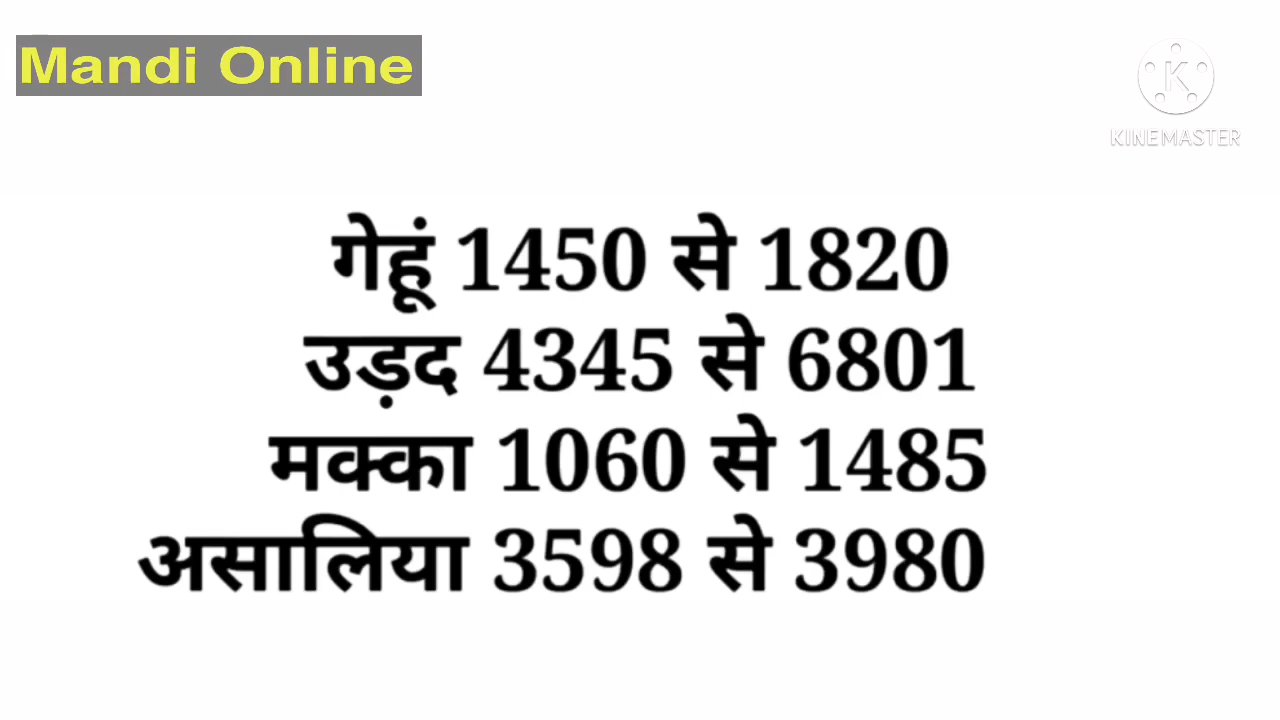 Mandi Online
K
KINEMASTER
गेहूं 1450 से 1820
उड़द 4345 से 6801
मक्का 1060 से 1485
असालिया 3598 से 3980